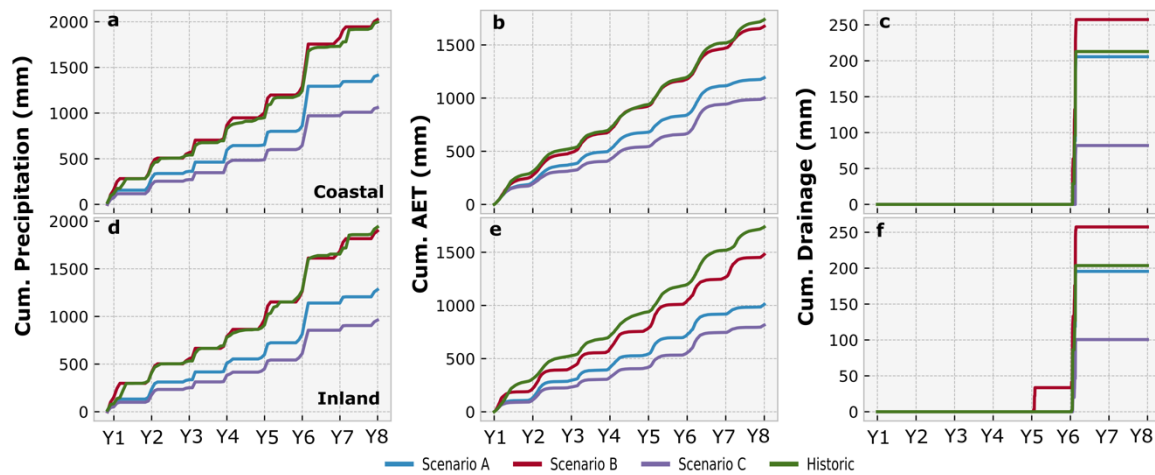 a
b
c
Cum. Precipitation (mm)
2000
1500
1000
500
0
Coastal
Cum. AET (mm)
1500
1000
500
0
Cum. Drainage (mm)
250
200
150
100
50
0
d
e
f
2000
1500
1000
500
0
Inland
1500
1000
500
0
250
200
150
100
50
0
Y1 Y2 Y3 Y4 Y5 Y6 Y7 Y8
Y1 Y2 Y3 Y4 Y5 Y6 Y7 Y8
Y1 Y2 Y3 Y4 Y5 Y6 Y7 Y8
Scenario A Scenario B Scenario C Historic